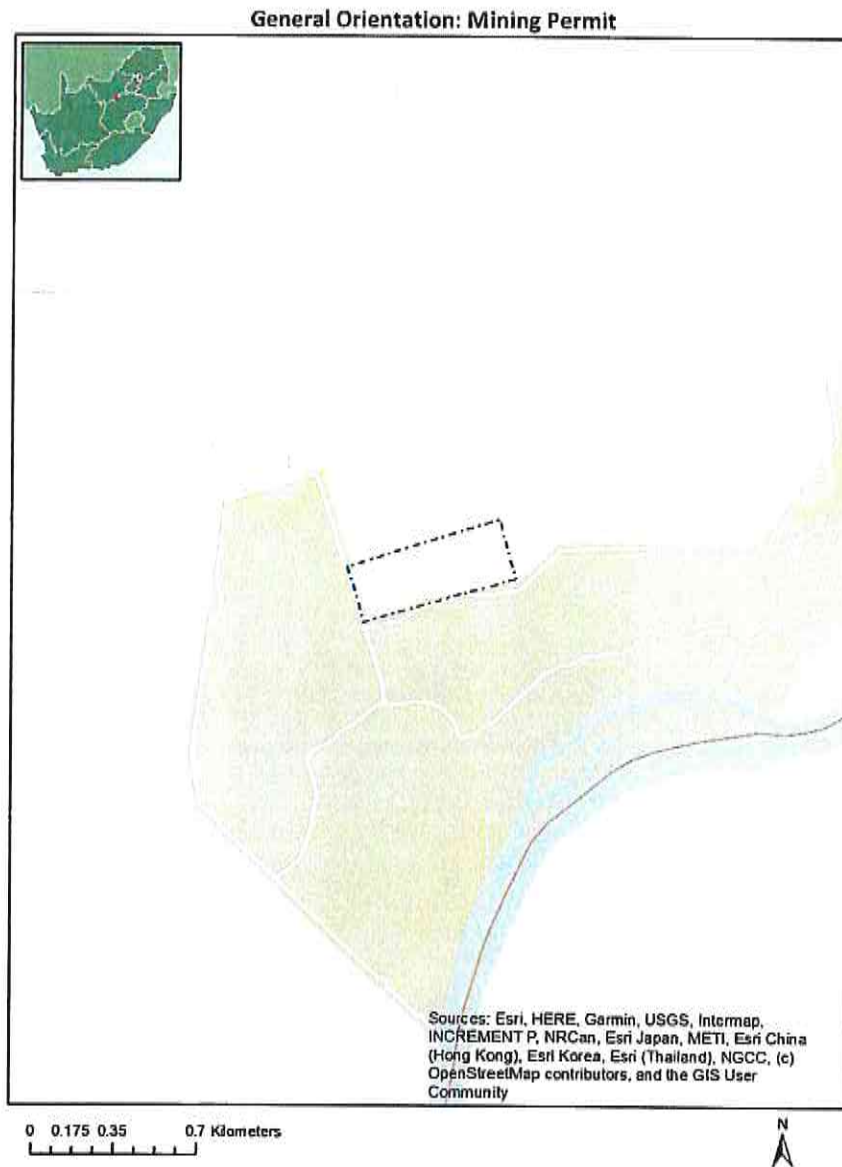 General Orientation: Mining Permit
Sources: Esri, HERE, Garmin, USGS, Intermap,
INCREMENT P, NRCan, Esri Japan, METI, Esri China
(Hong Kong), Esri Korea, Esri (Thailand), NGCC, (c)
OpenStreetMap contributors, and the GIS User
Community
0 0.175 0.35 0.7 Kilometers
N